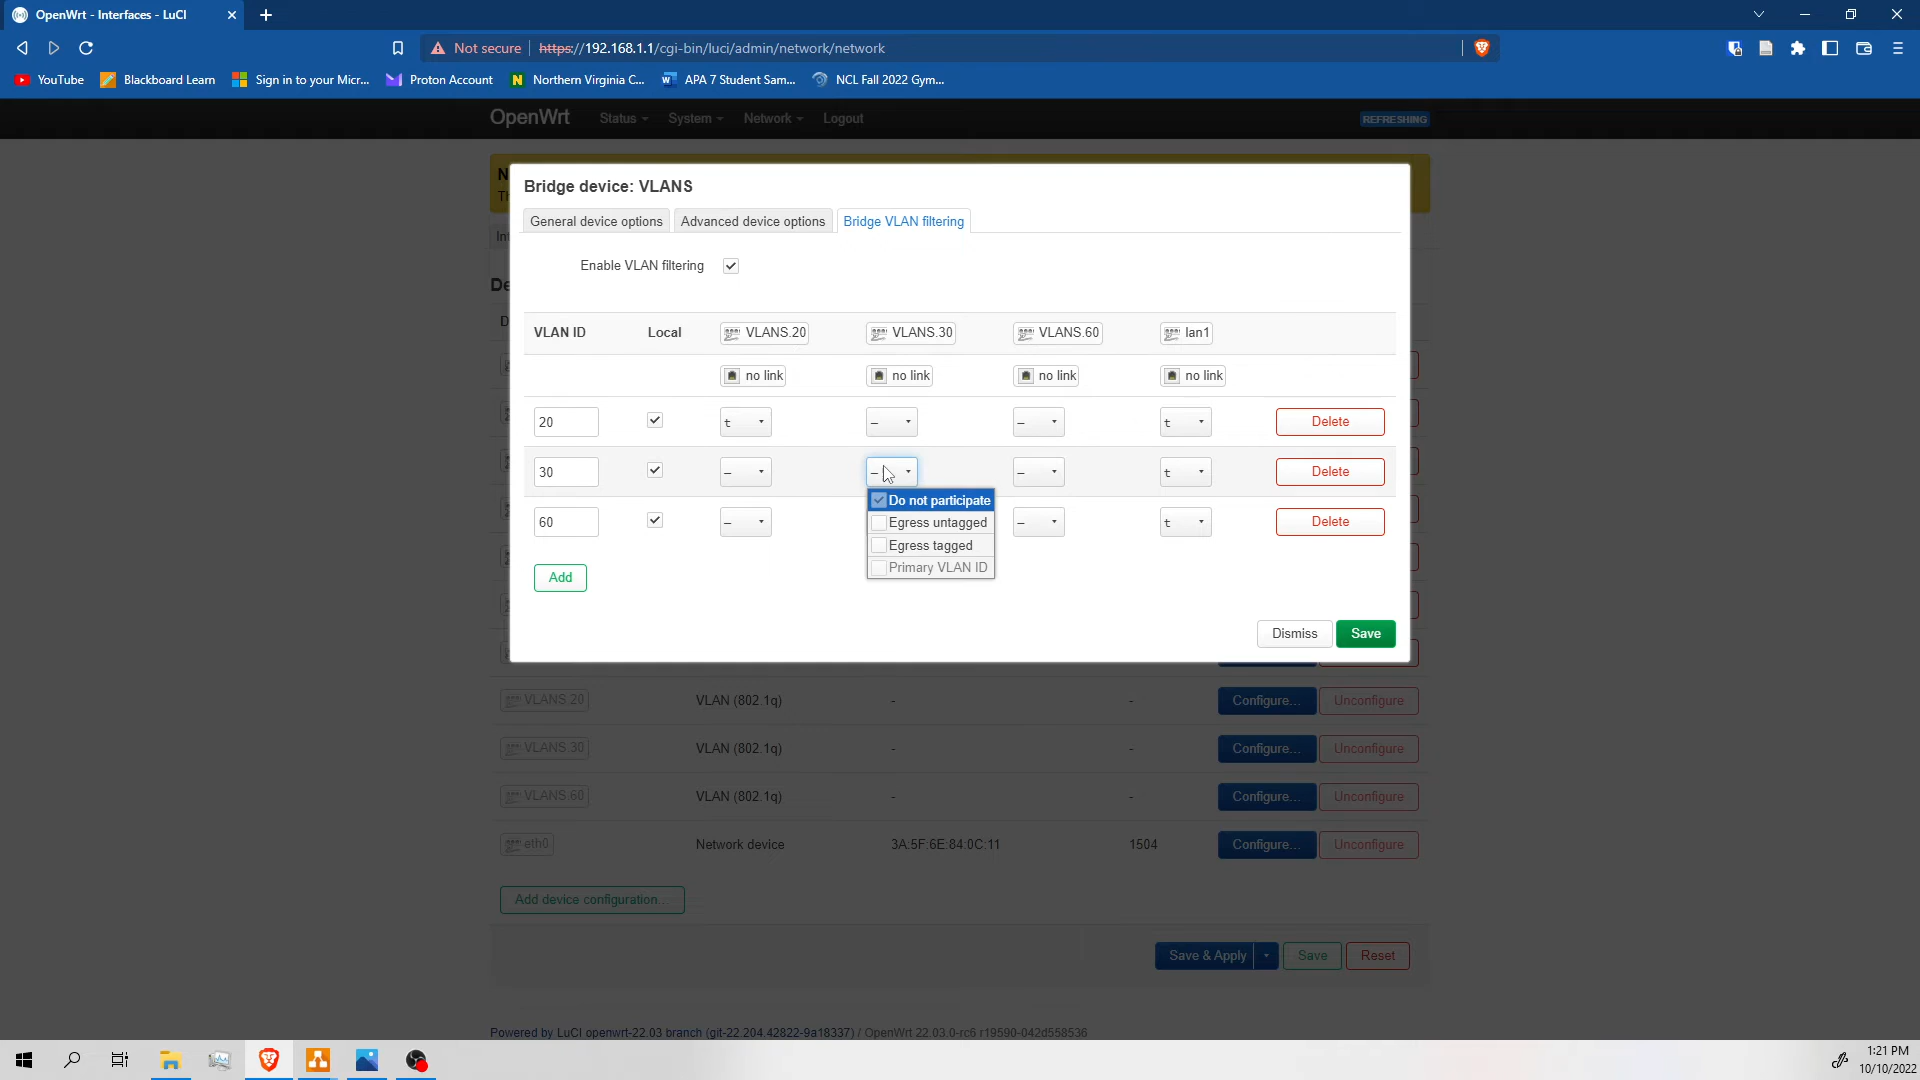 OpenWrt - Interfaces - LuCI
Not secure https://192.168.1.1/cgi-bin/luci/admin/network/network
YouTube Blackboard Learn Sign in to your Micr... Proton Account Northern Virginia C... APA 7 Student Sam... NCL Fall 2022 Gym...
OpenWrt Status System Network Logout REFRESHING
Bridge device: VLANS
General device options Advanced device options Bridge VLAN filtering
Enable VLAN filtering
VLAN ID Local VLANS.20 VLANS.30 VLANS.60 lan1
no link no link no link no link
20 t – – t Delete
30 – – – t Delete
Do not participate
60 – Egress untagged – t Delete
Egress tagged
Primary VLAN ID
Add
Dismiss Save
VLANS.20 VLAN (802.1q) - - Configure... Unconfigure
VLANS.30 VLAN (802.1q) - - Configure... Unconfigure
VLANS.60 VLAN (802.1q) - - Configure... Unconfigure
eth0 Network device 3A:5F:6E:84:0C:11 1504 Configure... Unconfigure
Add device configuration...
Save & Apply Save Reset
Powered by LuCI openwrt-22.03 branch (git-22.204.42822-9a18337) / OpenWrt 22.03.0-rc6 r19590-042d558536
1:21 PM
10/10/2022